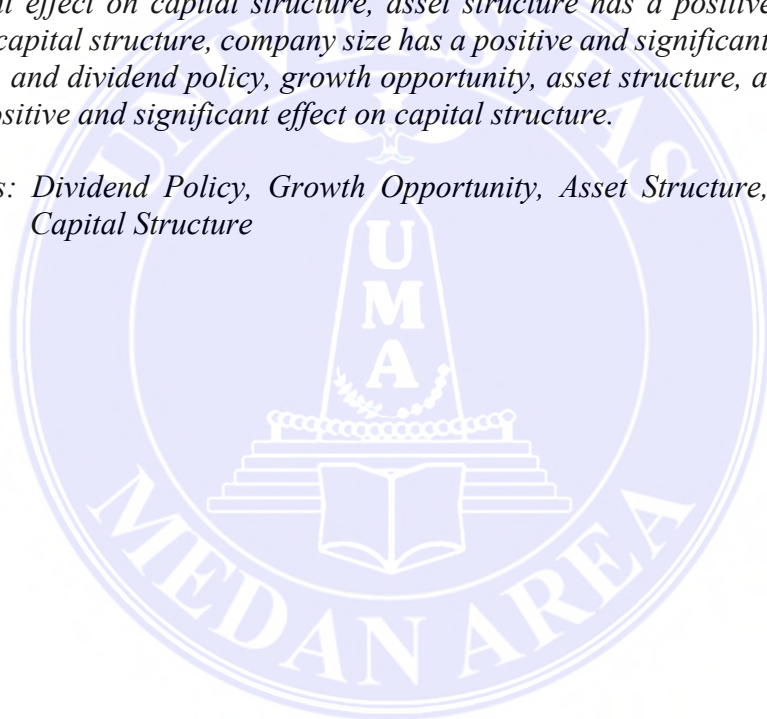 effect on capital structure, asset structure has a positive
capital structure, company size has a positive and significant
and dividend policy, growth opportunity, asset structure, a
ositive and significant effect on capital structure.
s: Dividend Policy, Growth Opportunity, Asset Structure,
Capital Structure
UNIVERSITAS
U
M
A
MEDAN AREA